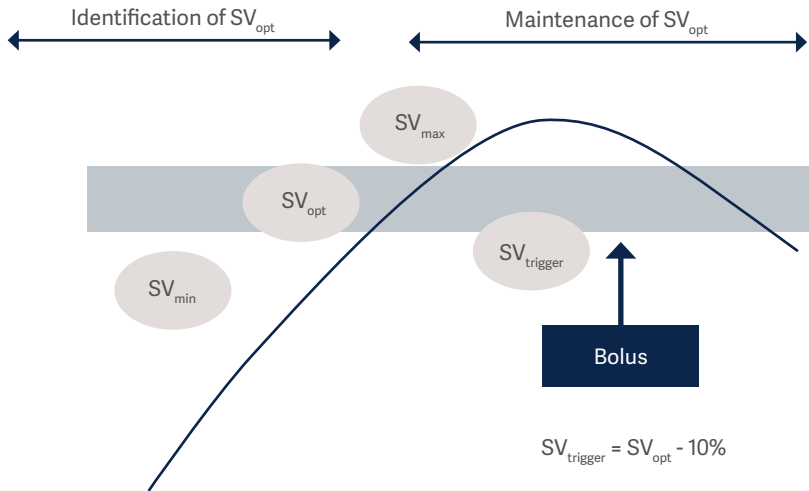 Identification of SVopt
Maintenance of SVopt
SVmax
SVopt
SVtrigger
SVmin
Bolus
SVtrigger = SVopt - 10%